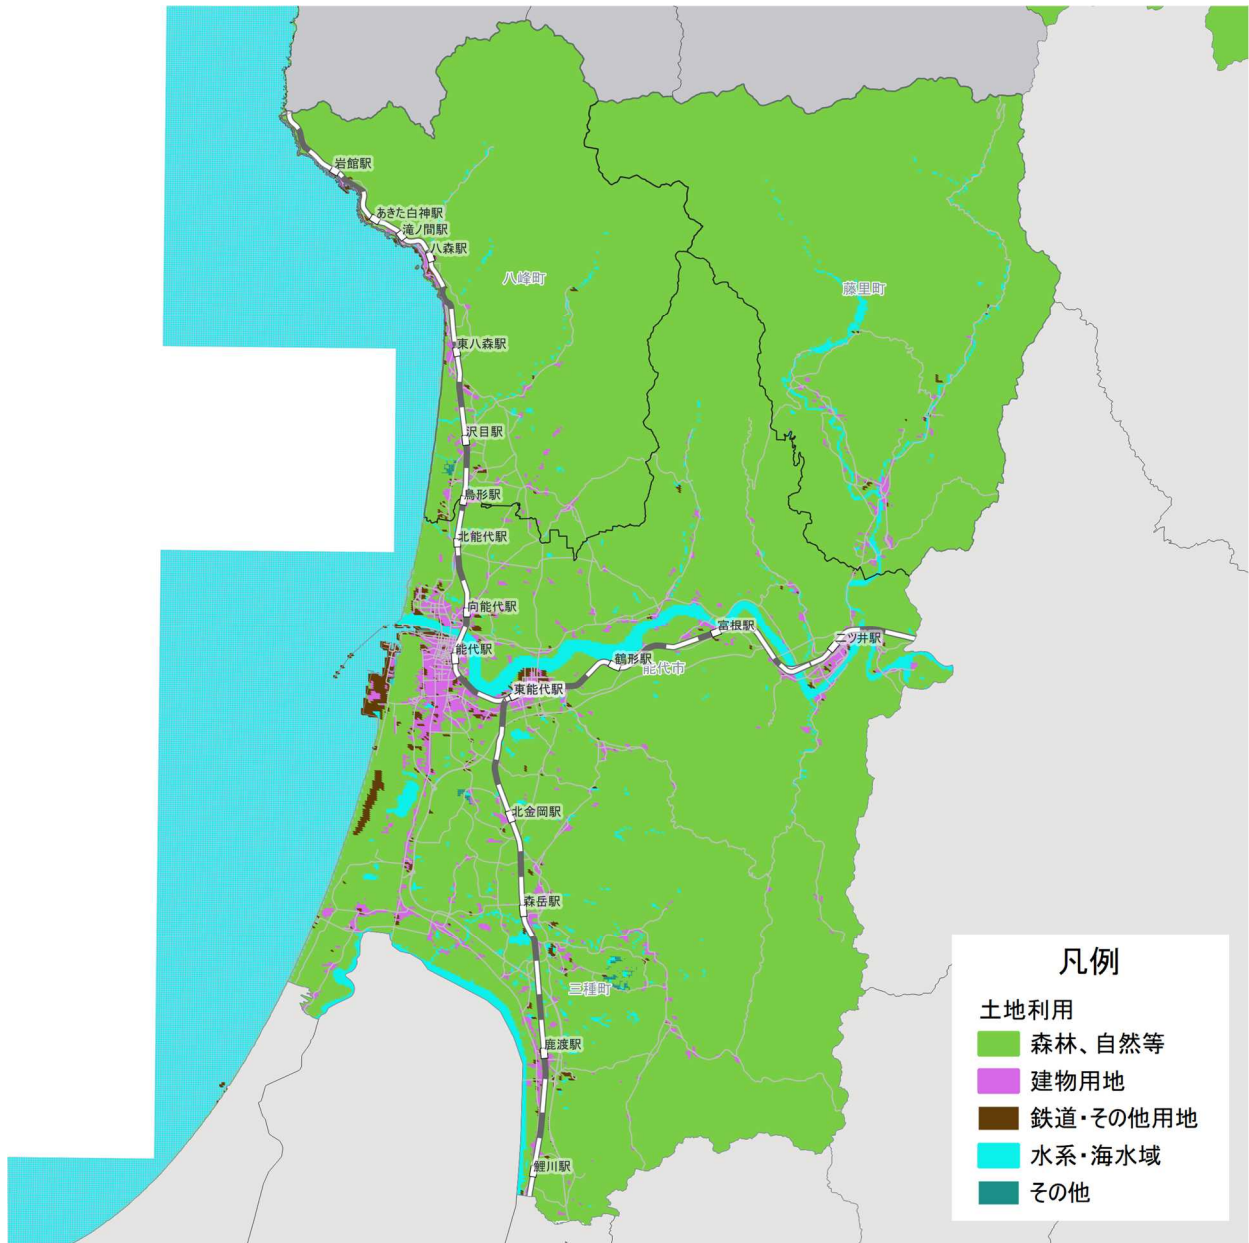 岩館駅
あきた白神駅
滝ノ間駅
八森駅
八峰町
藤里町
東八森駅
沢目駅
鳥形駅
北能代駅
向能代駅
富根駅
二ツ井駅
能代駅
鶴形駅
能代市
東能代駅
北金岡駅
森岳駅
三種町
鹿渡駅
鯉川駅
凡例
土地利用
森林、自然等
建物用地
鉄道・その他用地
水系・海水域
その他